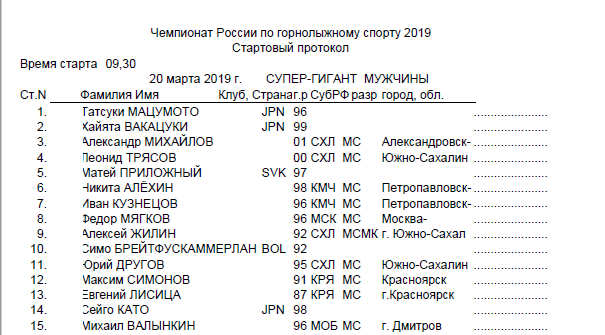 Чемпионат России по горнолыжному спорту 2019
Стартовый протокол
Время старта 09,30
20 марта 2019 г. СУПЕР-ГИГАНТ МУЖЧИНЫ
Ст.N Фамилия Имя Клуб, Страна г.р СубРФ разр город, обл.
1. Татсуки МАЦУМОТО JPN 96 .......................
2. Хайята ВАКАЦУКИ JPN 99 .......................
3. Александр МИХАЙЛОВ 01 СХЛ МС Александровск- .......................
4. Леонид ТРЯСОВ 00 СХЛ МС Южно-Сахалин .......................
5. Матей ПРИЛОЖНЫЙ SVK 97 .......................
6. Никита АЛЁХИН 98 КМЧ МС Петропавловск- .......................
7. Иван КУЗНЕЦОВ 96 КМЧ МС Петропавловск- .......................
8. Федор МЯГКОВ 96 МСК МС Москва- .......................
9. Алексей ЖИЛИН 92 СХЛ МСМК г. Южно-Сахал .......................
10. Симо БРЕЙТФУСКАММЕРЛАН BOL 92 .......................
11. Юрий ДРУГОВ 95 СХЛ МС Южно-Сахалин .......................
12. Максим СИМОНОВ 91 КРЯ МС Красноярск .......................
13. Евгений ЛИСИЦА 87 КРЯ МС г.Красноярск .......................
14. Сейго КАТО JPN 98 .......................
15. Михаил ВАЛЫНКИН 96 МОБ МС г. Дмитров .......................